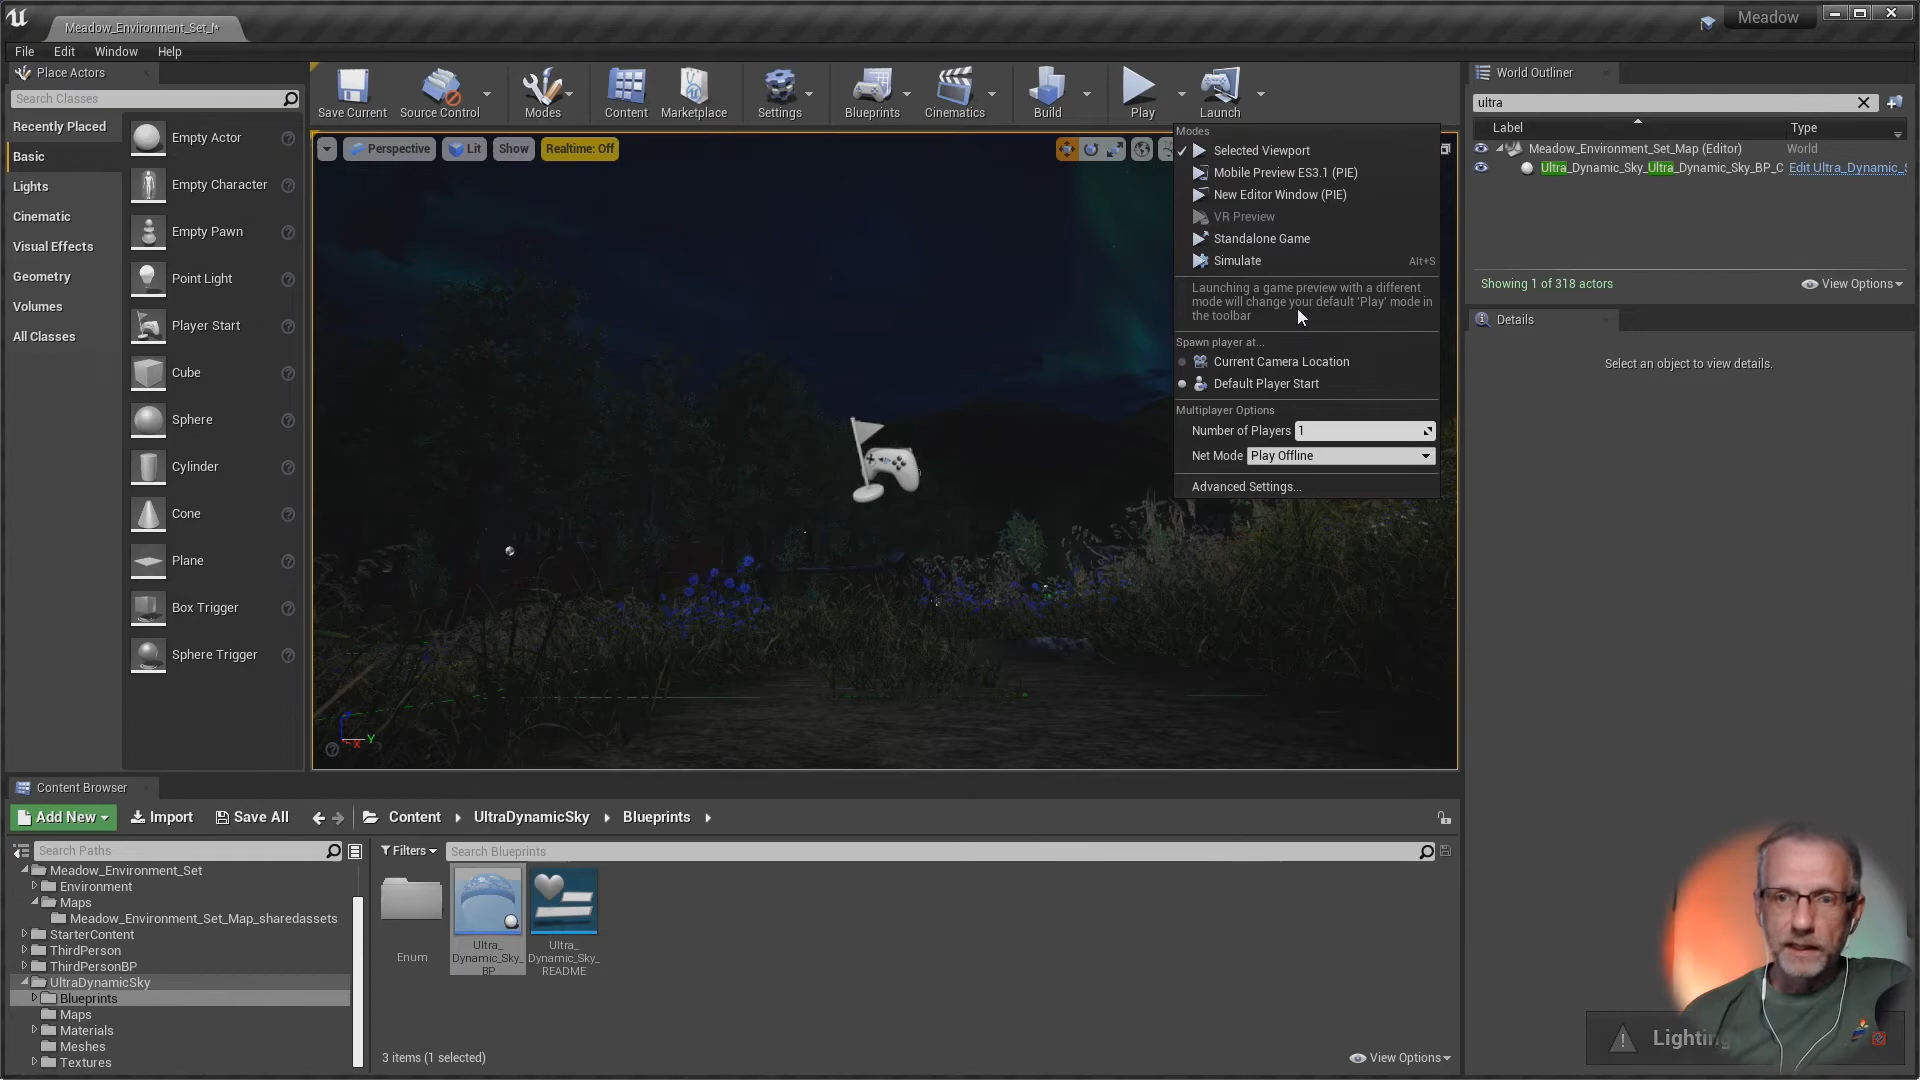 Meadow_Environment_Set_M*
Meadow
File Edit Window Help
Place Actors
Search Classes
Recently Placed
Basic
Lights
Cinematic
Visual Effects
Geometry
Volumes
All Classes
Empty Actor
Empty Character
Empty Pawn
Point Light
Player Start
Cube
Sphere
Cylinder
Cone
Plane
Box Trigger
Sphere Trigger
Save Current Source Control Modes Content Marketplace Settings Blueprints Cinematics Build Play Launch
Perspective Lit Show Realtime: Off
Modes
Selected Viewport
Mobile Preview ES3.1 (PIE)
New Editor Window (PIE)
VR Preview
Standalone Game
Simulate Alt+S
Launching a game preview with a different
mode will change your default 'Play' mode in
the toolbar
Spawn player at...
Current Camera Location
Default Player Start
Multiplayer Options
Number of Players 1
Net Mode Play Offline
Advanced Settings...
X Y
World Outliner
ultra
Label Type
Meadow_Environment_Set_Map (Editor) World
Ultra_Dynamic_Sky_Ultra_Dynamic_Sky_BP_C Edit Ultra_Dynamic_S
Showing 1 of 318 actors View Options
Details
Select an object to view details.
Content Browser
Add New Import Save All Content UltraDynamicSky Blueprints
Search Paths
Filters Search Blueprints
Meadow_Environment_Set
Environment
Maps
Meadow_Environment_Set_Map_sharedassets
StarterContent
ThirdPerson
ThirdPersonBP
UltraDynamicSky
Blueprints
Maps
Materials
Meshes
Textures
Enum
Ultra_
Dynamic_Sky_
BP
Ultra_
Dynamic_Sky_
README
3 items (1 selected) View Options
Lighting